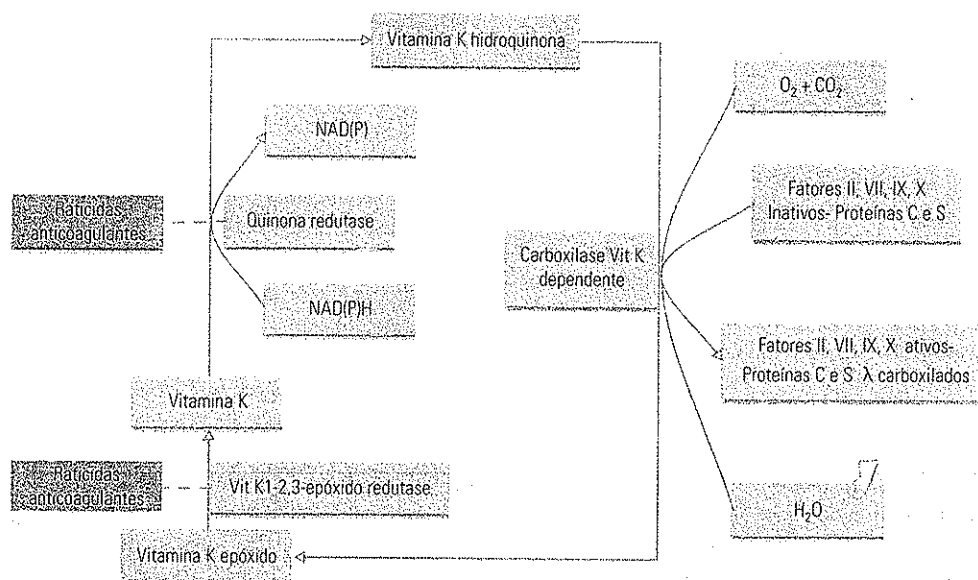 Vitamina K hidroquinona
O₂ + CO₂
NAD(P)
Fatores II, VII, IX, X
Inativos- Proteínas C e S
Raticidas
anticoagulantes
Quinona redutase
Carboxilase Vit K
dependente
NAD(P)H
Fatores II, VII, IX, X ativos-
Proteínas C e S λ carboxilados
Vitamina K
Raticidas
anticoagulantes
Vit K1-2,3-epóxido redutase
H₂O
Vitamina K epóxido